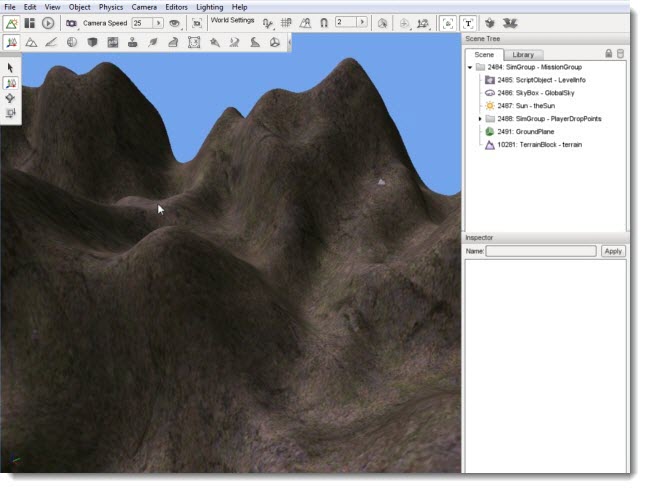 File Edit View Object Physics Camera Editors Lighting Help
Camera Speed 25 World Settings 2 T
Scene Tree
Scene Library
2484: SimGroup - MissionGroup
2485: ScriptObject - LevelInfo
2486: SkyBox - GlobalSky
2487: Sun - theSun
2488: SimGroup - PlayerDropPoints
2491: GroundPlane
10281: TerrainBlock - terrain
Inspector
Name: Apply